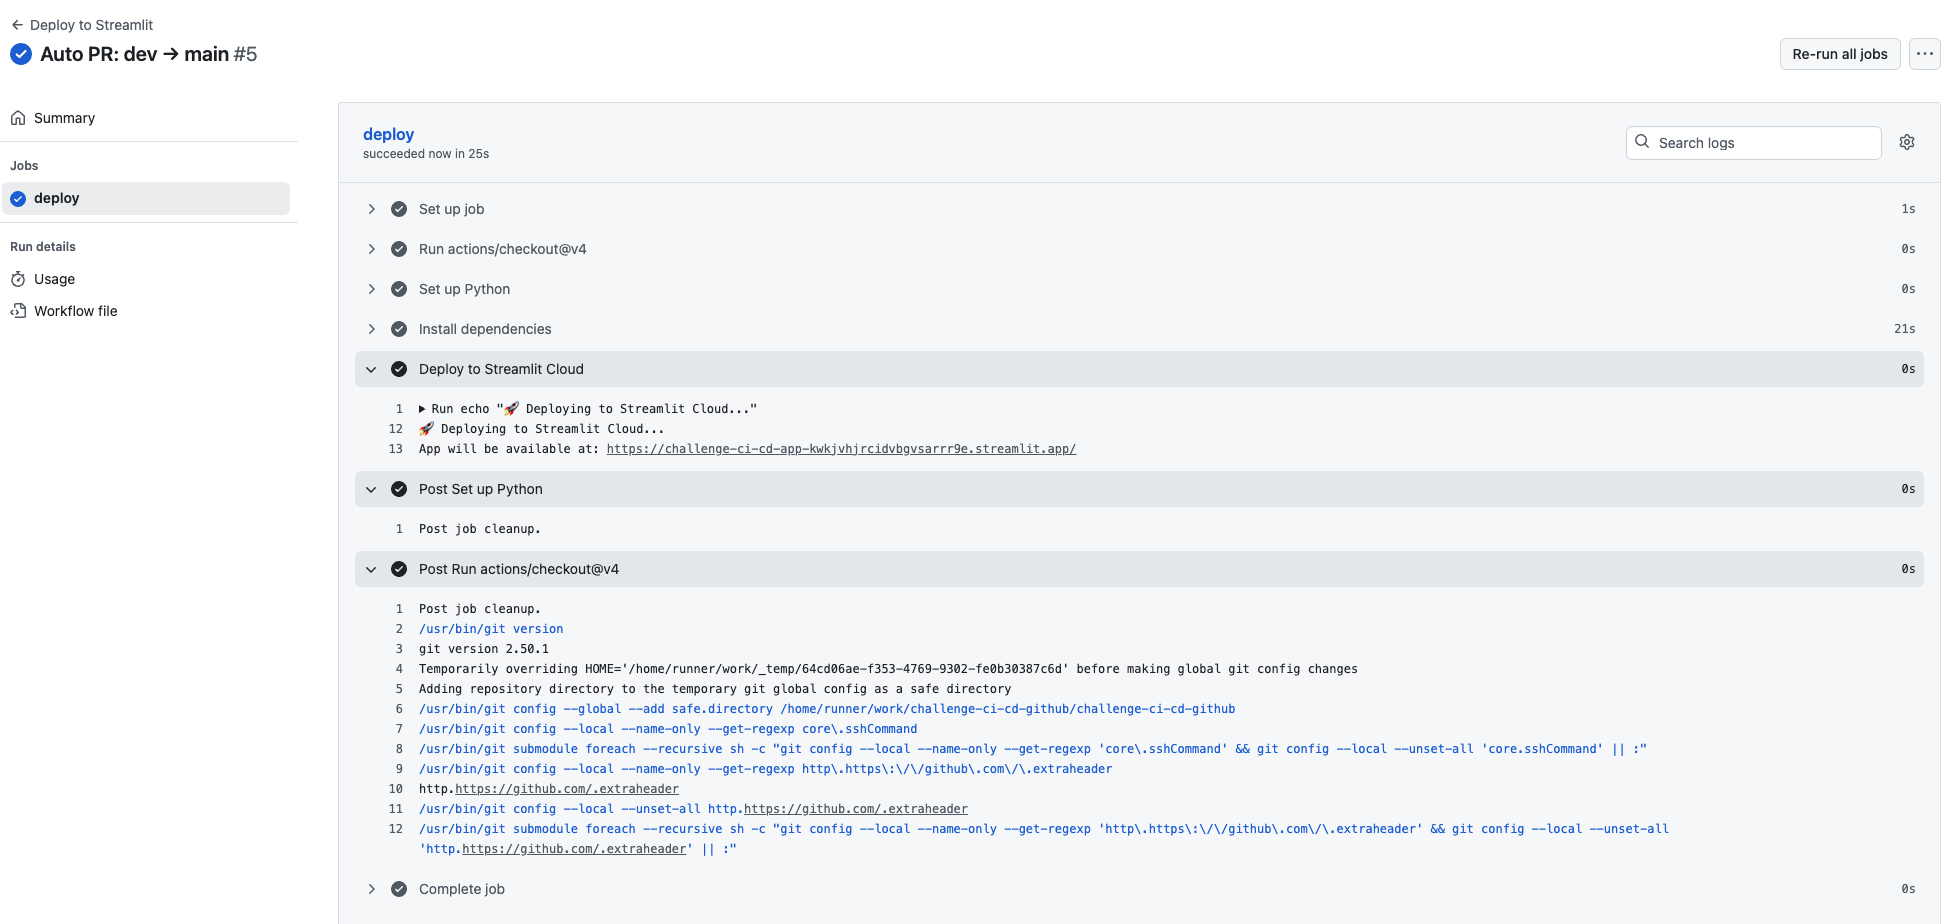 ← Deploy to Streamlit
Auto PR: dev → main #5
Re-run all jobs
...
Summary
Jobs
deploy
Run details
Usage
Workflow file
deploy
succeeded now in 25s
Search logs
Set up job 1s
Run actions/checkout@v4 0s
Set up Python 0s
Install dependencies 21s
Deploy to Streamlit Cloud 0s
1 ▶ Run echo "🚀 Deploying to Streamlit Cloud..."
12 🚀 Deploying to Streamlit Cloud...
13 App will be available at: https://challenge-ci-cd-app-kwkjvhjrcidvbgvsarrr9e.streamlit.app/
Post Set up Python 0s
1 Post job cleanup.
Post Run actions/checkout@v4 0s
1 Post job cleanup.
2 /usr/bin/git version
3 git version 2.50.1
4 Temporarily overriding HOME='/home/runner/work/_temp/64cd06ae-f353-4769-9302-fe0b30387c6d' before making global git config changes
5 Adding repository directory to the temporary git global config as a safe directory
6 /usr/bin/git config --global --add safe.directory /home/runner/work/challenge-ci-cd-github/challenge-ci-cd-github
7 /usr/bin/git config --local --name-only --get-regexp core\.sshCommand
8 /usr/bin/git submodule foreach --recursive sh -c "git config --local --name-only --get-regexp 'core\.sshCommand' && git config --local --unset-all 'core.sshCommand' || :"
9 /usr/bin/git config --local --name-only --get-regexp http\.https\:\/\/github\.com\/\.extraheader
10 http.https://github.com/.extraheader
11 /usr/bin/git config --local --unset-all http.https://github.com/.extraheader
12 /usr/bin/git submodule foreach --recursive sh -c "git config --local --name-only --get-regexp 'http\.https\:\/\/github\.com\/\.extraheader' && git config --local --unset-all
'http.https://github.com/.extraheader' || :"
Complete job 0s